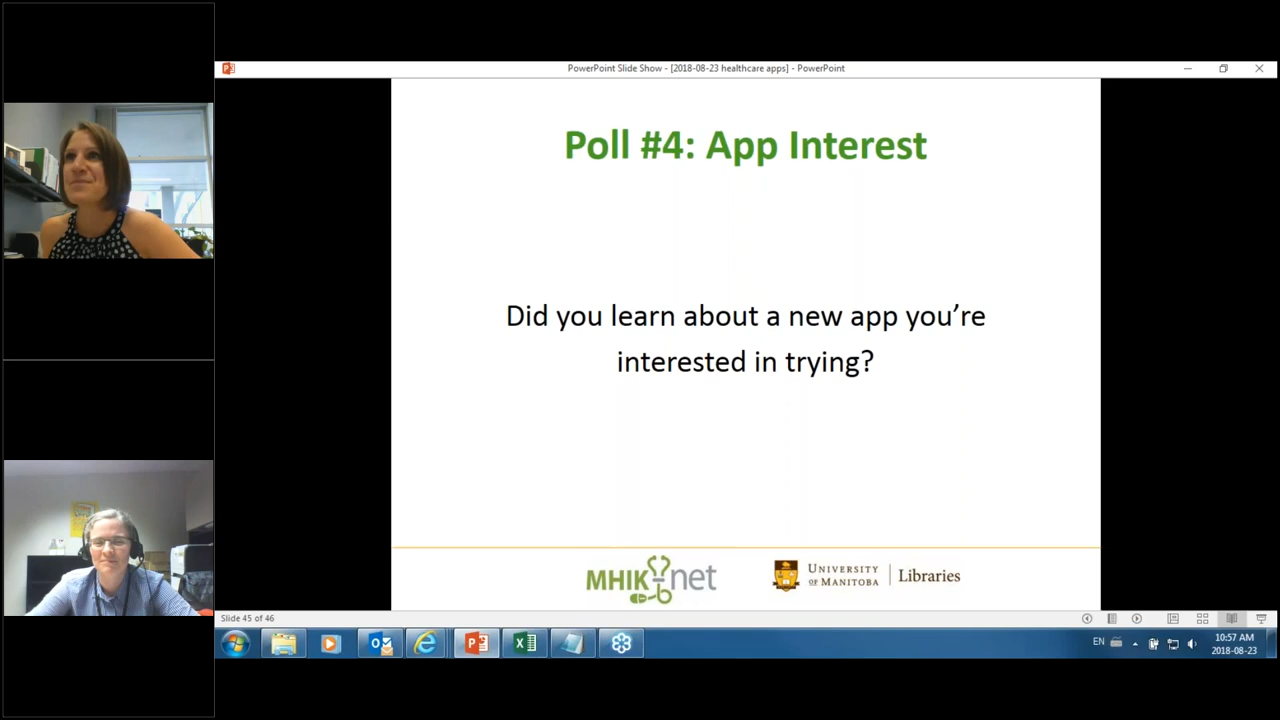 PowerPoint Slide Show - [2018-08-23 healthcare apps] - PowerPoint
Poll #4: App Interest
Did you learn about a new app you're
interested in trying?
MHIKnet
UNIVERSITY
OF MANITOBA
Libraries
Slide 45 of 46
EN
10:57 AM
2018-08-23